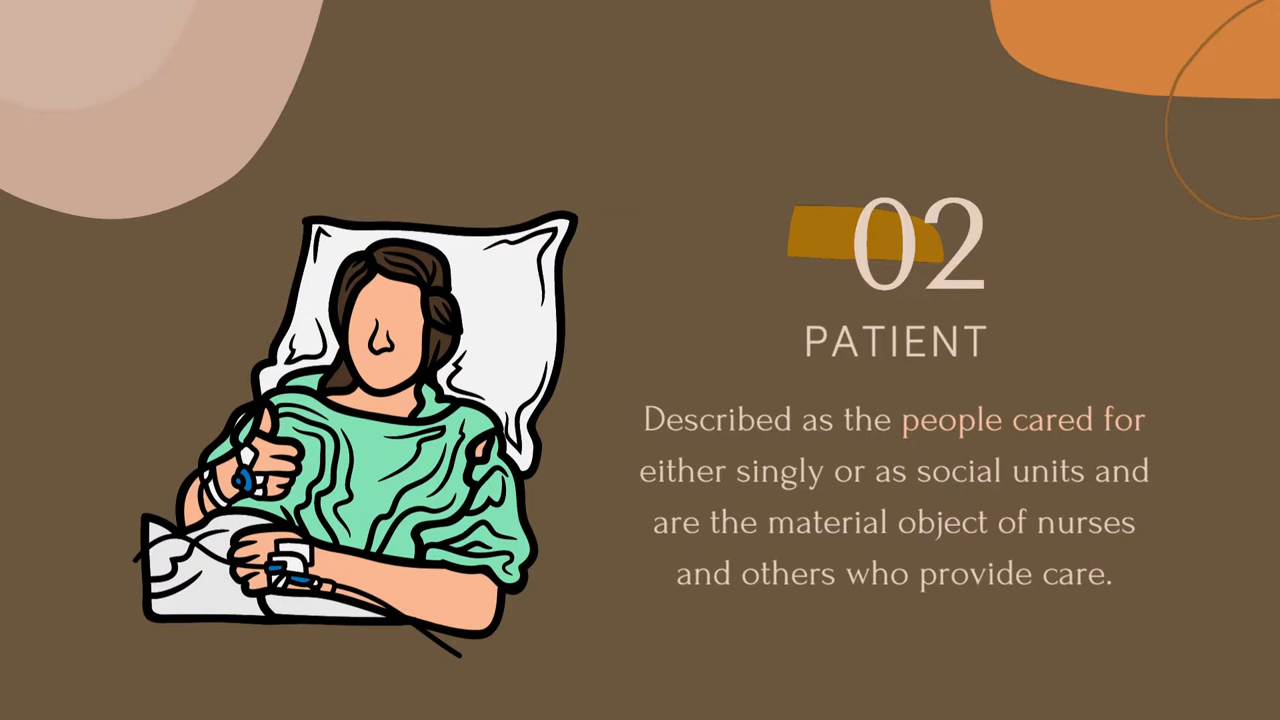 02
PATIENT
Described as the people cared for
either singly or as social units and
are the material object of nurses
and others who provide care.